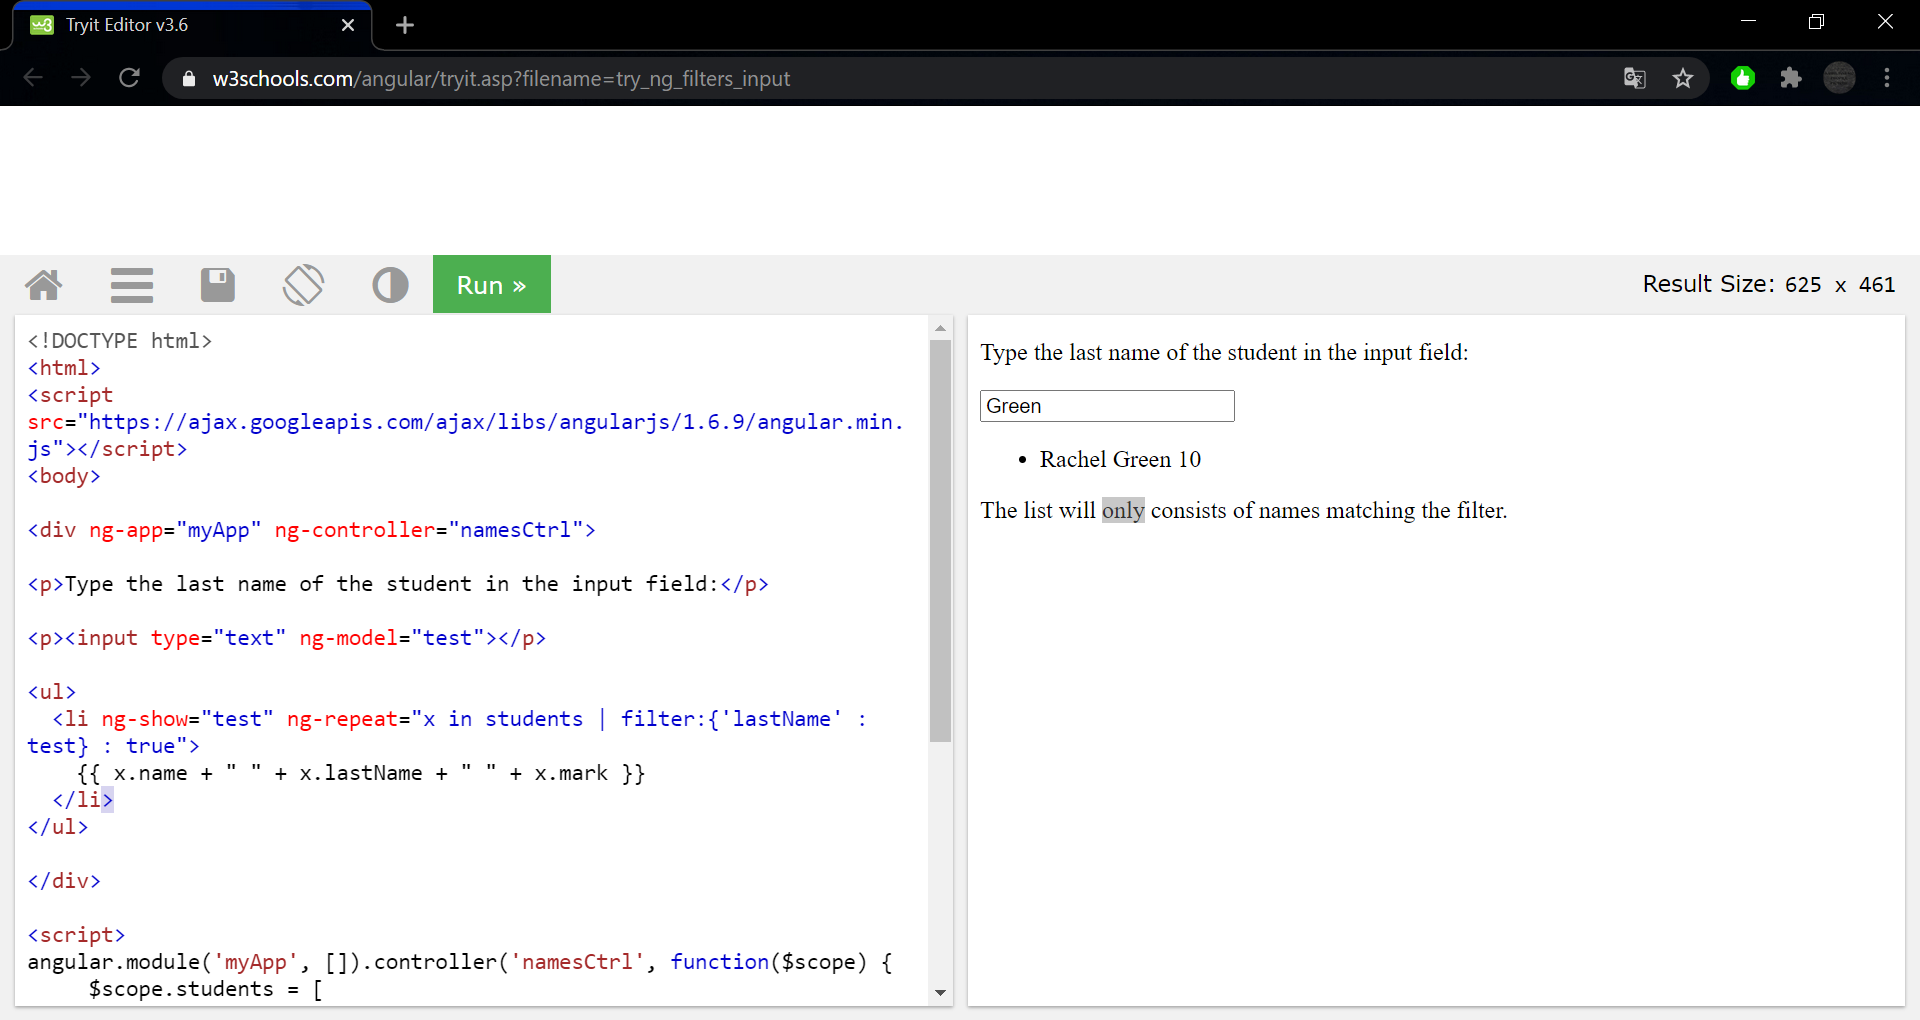 Tryit Editor v3.6
w3schools.com/angular/tryit.asp?filename=try_ng_filters_input
Run »
Result Size: 625 x 461
<!DOCTYPE html>
<html>
<script
src="https://ajax.googleapis.com/ajax/libs/angularjs/1.6.9/angular.min.
js"></script>
<body>
<div ng-app="myApp" ng-controller="namesCtrl">
<p>Type the last name of the student in the input field:</p>
<p><input type="text" ng-model="test"></p>
<ul>
<li ng-show="test" ng-repeat="x in students | filter:{'lastName' :
test} : true">
{{ x.name + " " + x.lastName + " " + x.mark }}
</li>
</ul>
</div>
<script>
angular.module('myApp', []).controller('namesCtrl', function($scope) {
$scope.students = [
Type the last name of the student in the input field:
Green
• Rachel Green 10
The list will only consists of names matching the filter.